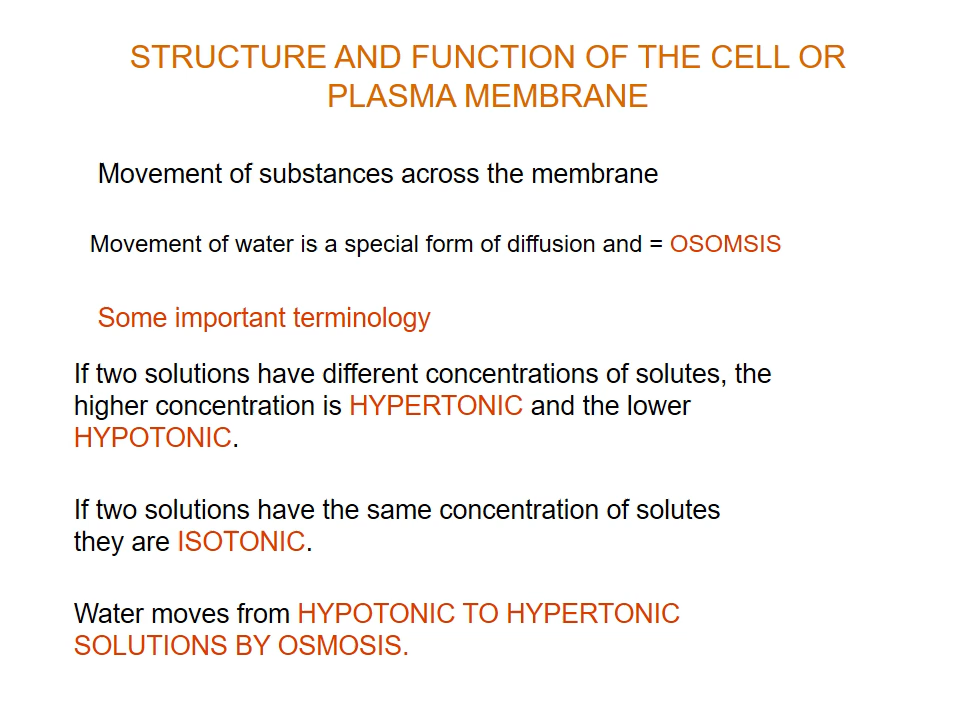 STRUCTURE AND FUNCTION OF THE CELL OR
PLASMA MEMBRANE
Movement of substances across the membrane
Movement of water is a special form of diffusion and = OSOMSIS
Some important terminology
If two solutions have different concentrations of solutes, the
higher concentration is HYPERTONIC and the lower
HYPOTONIC.
If two solutions have the same concentration of solutes
they are ISOTONIC.
Water moves from HYPOTONIC TO HYPERTONIC
SOLUTIONS BY OSMOSIS.